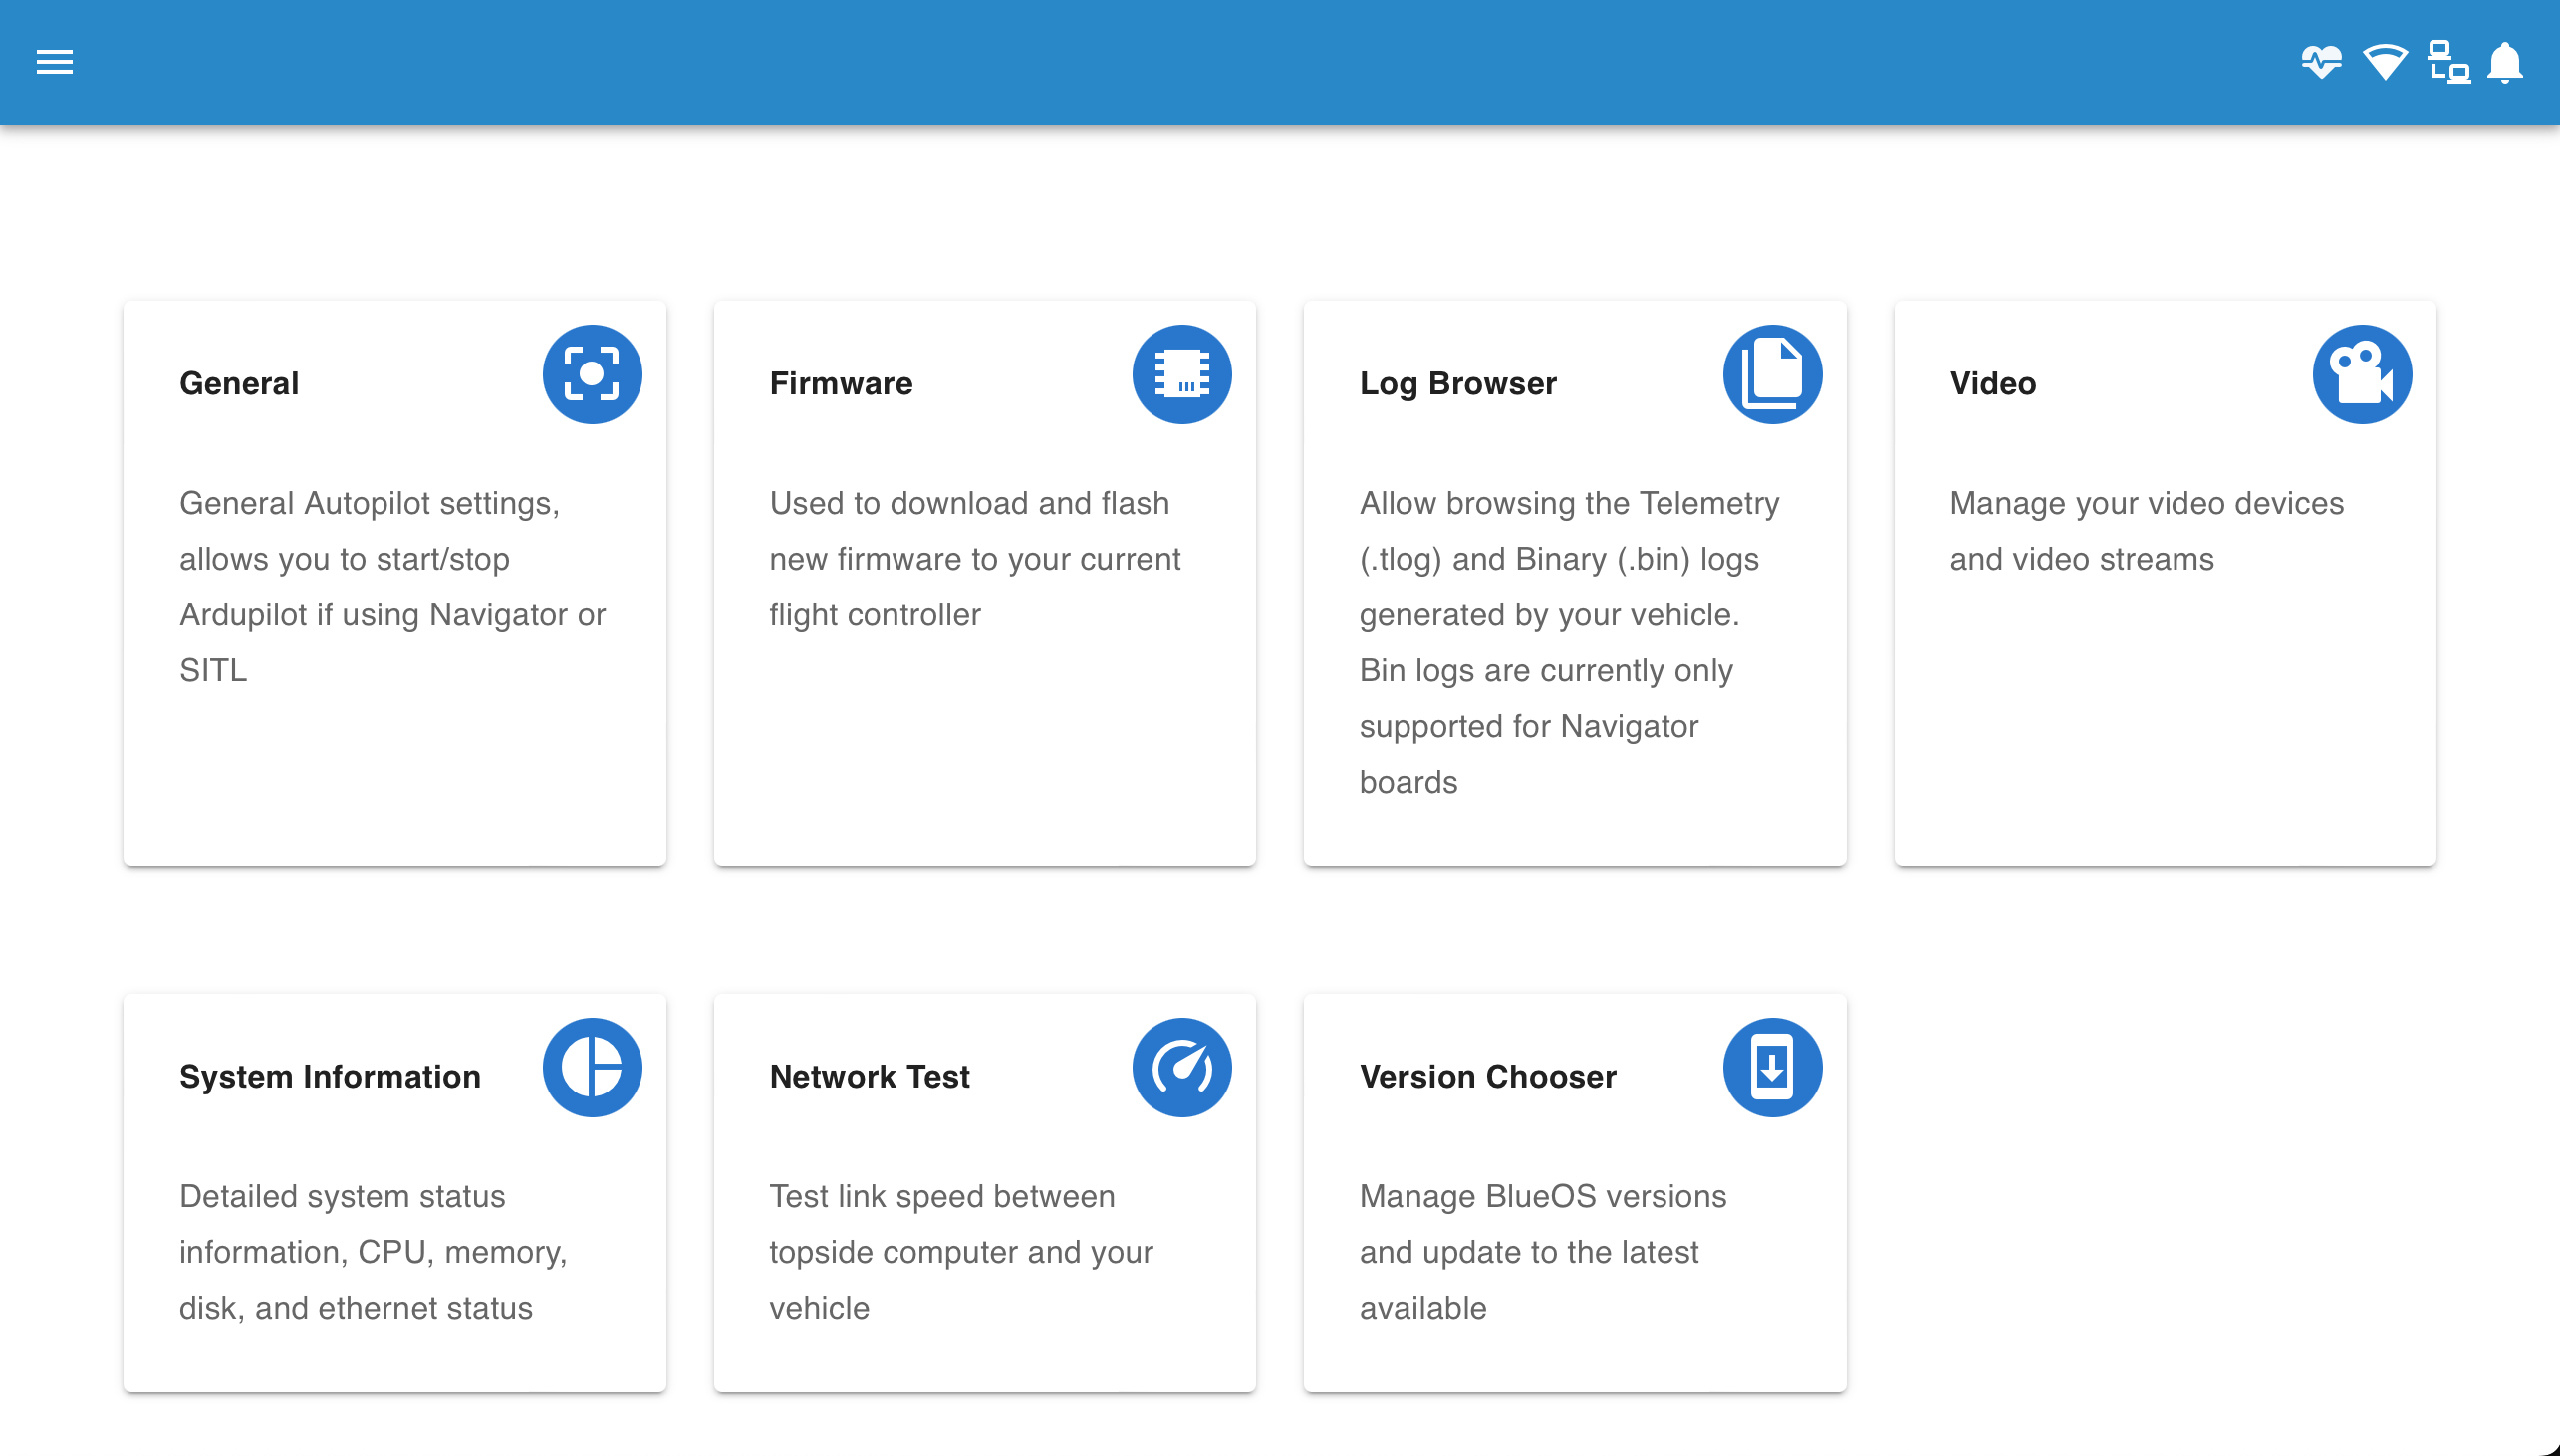 General
General Autopilot settings,
allows you to start/stop
Ardupilot if using Navigator or
SITL
Firmware
Used to download and flash
new firmware to your current
flight controller
Log Browser
Allow browsing the Telemetry
(.tlog) and Binary (.bin) logs
generated by your vehicle.
Bin logs are currently only
supported for Navigator
boards
Video
Manage your video devices
and video streams
System Information
Detailed system status
information, CPU, memory,
disk, and ethernet status
Network Test
Test link speed between
topside computer and your
vehicle
Version Chooser
Manage BlueOS versions
and update to the latest
available